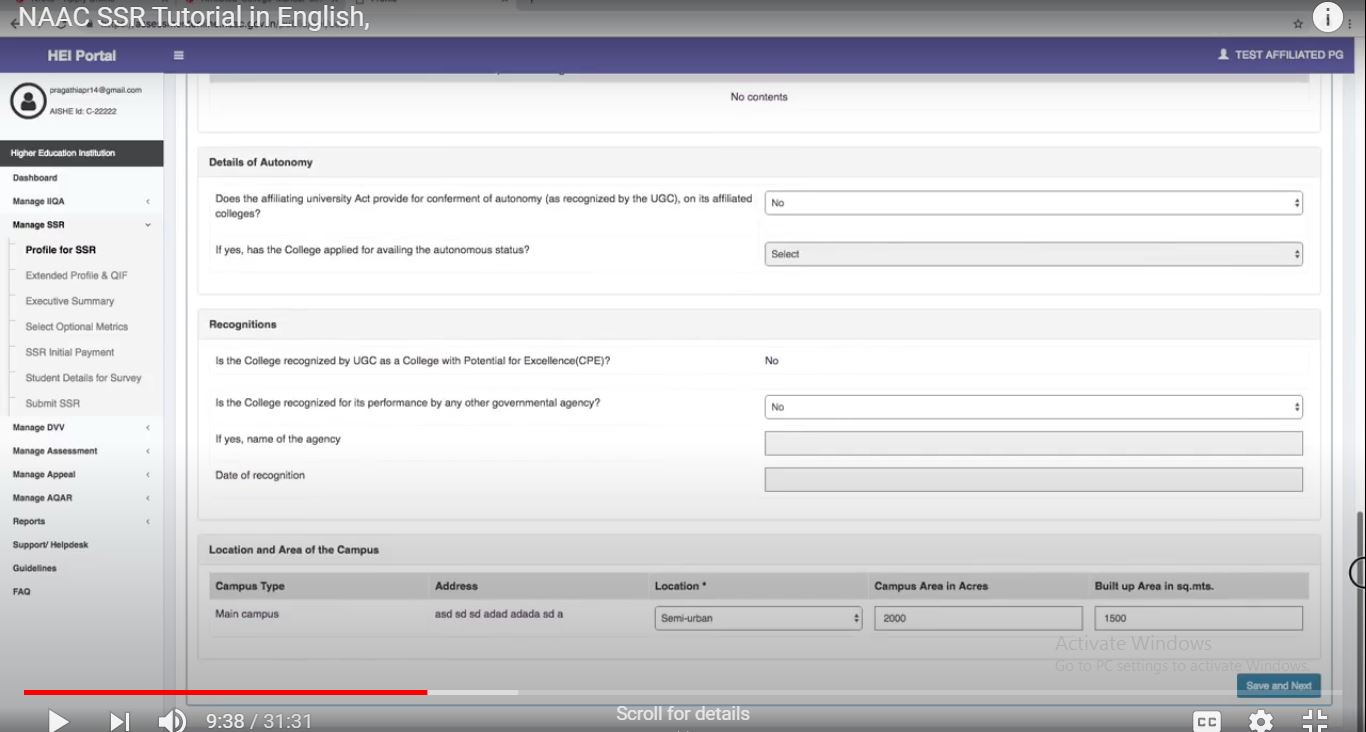 NAAC SSR Tutorial in English,
HEI Portal
TEST AFFILIATED PG
pragathiapr14@gmail.com
AISHE Id: C-22222
Higher Education Institution
Dashboard
Manage IIQA
Manage SSR
Profile for SSR
Extended Profile & QIF
Executive Summary
Select Optional Metrics
SSR Initial Payment
Student Details for Survey
Submit SSR
Manage DVV
Manage Assessment
Manage Appeal
Manage AQAR
Reports
Support/ Helpdesk
Guidelines
FAQ
No contents
Details of Autonomy
Does the affiliating university Act provide for conferment of autonomy (as recognized by the UGC), on its affiliated
colleges?
No
If yes, has the College applied for availing the autonomous status?
Select
Recognitions
Is the College recognized by UGC as a College with Potential for Excellence(CPE)?
No
Is the College recognized for its performance by any other governmental agency?
No
If yes, name of the agency
Date of recognition
Location and Area of the Campus
Campus Type Address Location * Campus Area in Acres Built up Area in sq.mts.
Main campus asd sd sd adad adada sd a Semi-urban 2000 1500
Activate Windows
Go to PC settings to activate Windows.
Save and Next
9:38 / 31:31
Scroll for details
CC